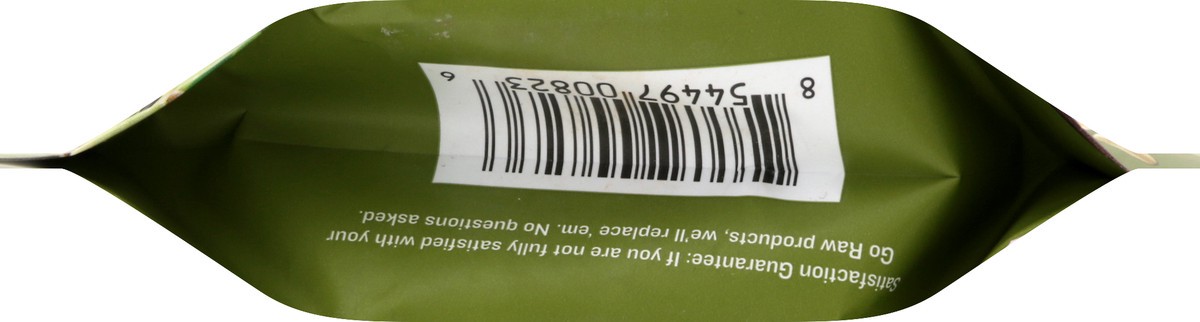 Satisfaction Guarantee: If you are not fully satisfied with your
Go Raw products, we'll replace 'em. No questions asked.
8 54497 00823 6